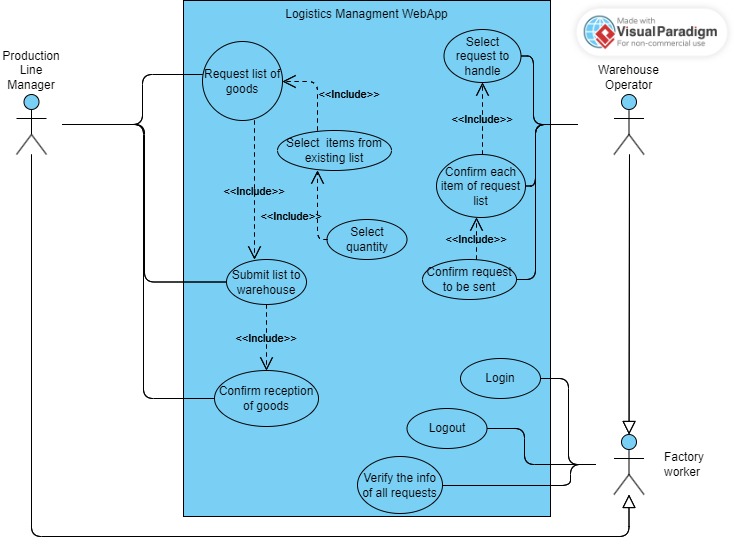 Logistics Managment WebApp
Made with
VisualParadigm
For non-commercial use
Production
Line
Manager
Request list of
goods
<<Include>>
Select  items from
existing list
<<Include>>
<<Include>>
Select
quantity
Submit list to
warehouse
<<Include>>
Confirm reception
of goods
Select
request to
handle
<<Include>>
Confirm each
item of request
list
<<Include>>
Confirm request
to be sent
Warehouse
Operator
Login
Logout
Verify the info
of all requests
Factory
worker